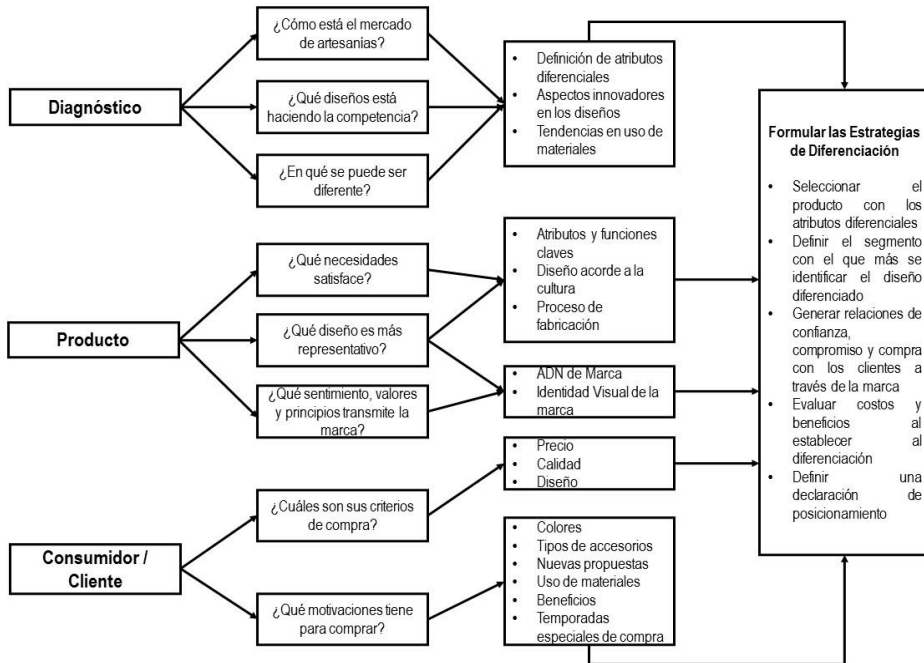 Diagnóstico
¿Cómo está el mercado
de artesanías?
¿Qué diseños está
haciendo la competencia?
¿En qué se puede ser
diferente?
• Definición de atributos
diferenciales
• Aspectos innovadores
en los diseños
• Tendencias en uso de
materiales
Producto
¿Qué necesidades
satisface?
¿Qué diseño es más
representativo?
¿Qué sentimiento, valores
y principios transmite la
marca?
• Atributos y funciones
claves
• Diseño acorde a la
cultura
• Proceso de
fabricación
• ADN de Marca
• Identidad Visual de la
marca
Consumidor /
Cliente
¿Cuáles son sus criterios
de compra?
¿Qué motivaciones tiene
para comprar?
• Precio
• Calidad
• Diseño
• Colores
• Tipos de accesorios
• Nuevas propuestas
• Uso de materiales
• Beneficios
• Temporadas
especiales de compra
Formular las Estrategias
de Diferenciación
• Seleccionar el
producto con los
atributos diferenciales
• Definir el segmento
con el que más se
identificar el diseño
diferenciado
• Generar relaciones de
confianza,
compromiso y compra
con los clientes a
través de la marca
• Evaluar costos y
beneficios al
establecer al
diferenciación
• Definir una
declaración de
posicionamiento